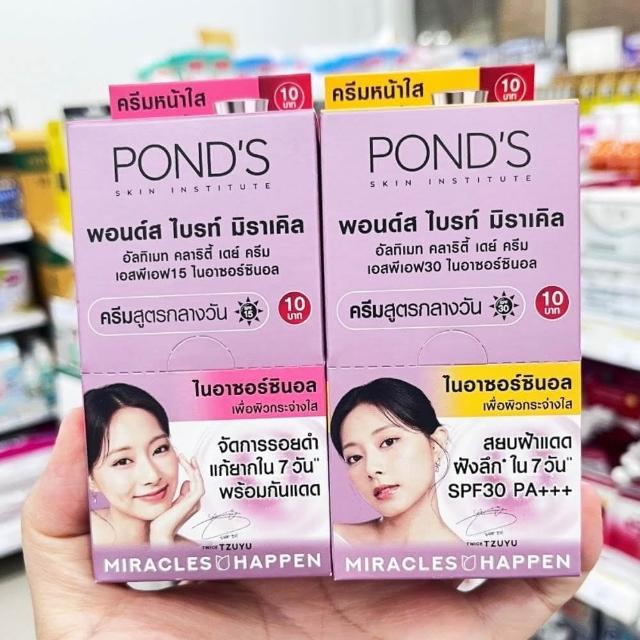 ครีมหน้าใส
10
บาท
POND'S
SKIN INSTITUTE
พอนด์ส ไบรท์ มิราเคิล
อัลทิเมท คลาริตี้ เดย์ ครีม
เอสพีเอฟ15 ไนอาซอร์ซินอล
ครีมสูตรกลางวัน
15
10
บาท
ไนอาซอร์ซินอล
เพื่อผิวกระจ่างใส
จัดการรอยดำ
แก้ยากใน 7 วัน"
พร้อมกันแดด
TWICE TZUYU
MIRACLES HAPPEN
ครีมหน้าใส
10
บาท
POND'S
SKIN INSTITUTE
พอนด์ส ไบรท์ มิราเคิล
อัลทิเมท คลาริตี้ เดย์ ครีม
เอสพีเอฟ30 ไนอาซอร์ซินอล
ครีมสูตรกลางวัน
30
10
บาท
ไนอาซอร์ซินอล
เพื่อผิวกระจ่างใส
สยบฝ้าแดด
ฝังลึก* ใน 7 วัน"
SPF30 PA+++
TWICE TZUYU
MIRACLES HAPPEN